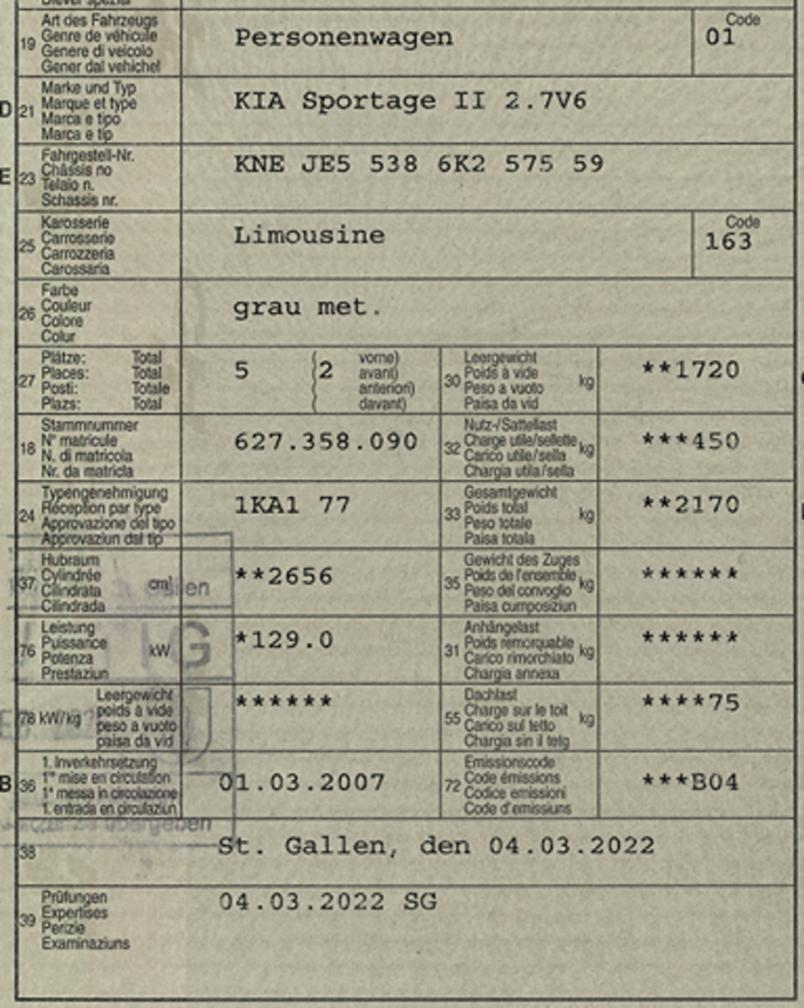 19 Art des Fahrzeugs
Genre de véhicule
Genere di veicolo
Gener dal vehichel
Personenwagen
Code
01
D 21 Marke und Typ
Marque et type
Marca e tipo
Marca e tip
KIA Sportage II 2.7V6
E 23 Fahrgestell-Nr.
Châssis no
Telaio n.
Schassis nr.
KNE JE5 538 6K2 575 59
25 Karosserie
Carrosserie
Carrozzeria
Carossaria
Limousine
Code
163
26 Farbe
Couleur
Colore
Colur
grau met.
27 Plätze: Total
Places: Total
Posti: Totale
Plazs: Total
5 (2 vorne)
( avant)
( anteriori)
( davant)
30 Leergewicht
Poids à vide
Peso a vuoto
Paisa da vid
kg
**1720
18 Stammnummer
N° matricule
N. di matricola
Nr. da matricla
627.358.090
32 Nutz-/Sattellast
Charge utile/sellette
Carico utile/sella
Chargia utila/sella
kg
***450
24 Typengenehmigung
Réception par type
Approvazione del tipo
Approvaziun dal tip
1KA1 77
33 Gesamtgewicht
Poids total
Peso totale
Paisa totala
kg
**2170
37 Hubraum
Cylindrée
Cilindrata
Cilindrada
cm³
**2656
35 Gewicht des Zuges
Poids de l'ensemble
Peso del convoglio
Paisa cumposiziun
kg
******
76 Leistung
Puissance
Potenza
Prestaziun
kW
*129.0
31 Anhängelast
Poids remorquable
Carico rimorchiato
Chargia annexa
kg
******
78 kW/kg Leergewicht
poids à vide
peso a vuoto
paisa da vid
******
55 Dachlast
Charge sur le toit
Carico sul tetto
Chargia sin il tetg
kg
****75
B 36 1. Inverkehrsetzung
1re mise en circulation
1a messa in circolazione
1. entrada en circulaziun
01.03.2007
72 Emissionscode
Code émissions
Codice emissioni
Code d'emissiuns
***B04
38
St. Gallen, den 04.03.2022
39 Prüfungen
Expertises
Perizie
Examinaziuns
04.03.2022 SG